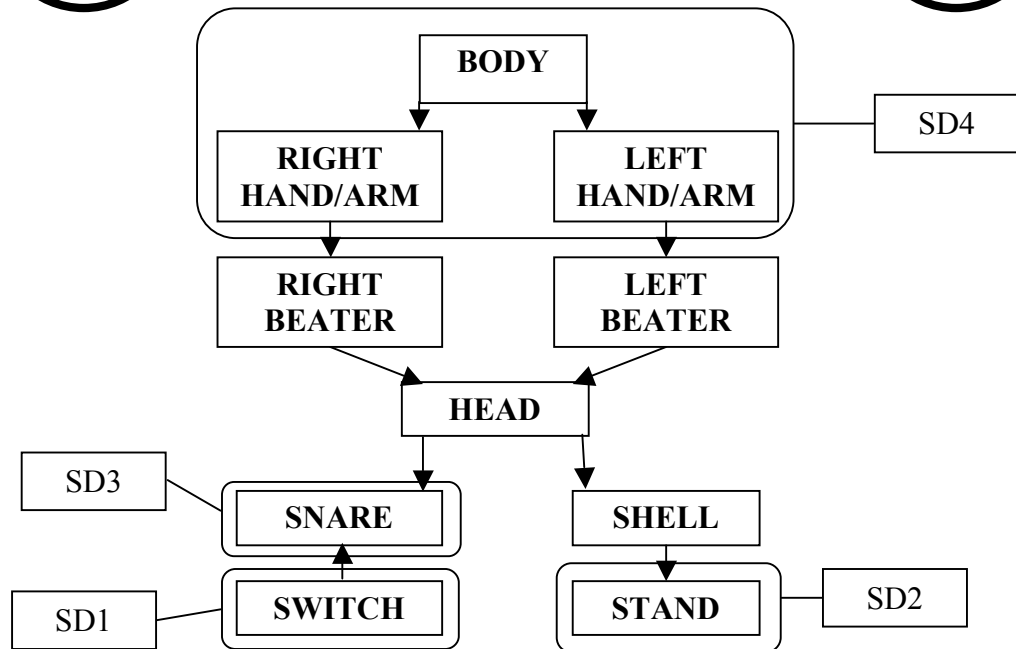 BODY
SD4
RIGHT
HAND/ARM
LEFT
HAND/ARM
RIGHT
BEATER
LEFT
BEATER
HEAD
SD3
SNARE
SHELL
SD1
SWITCH
STAND
SD2